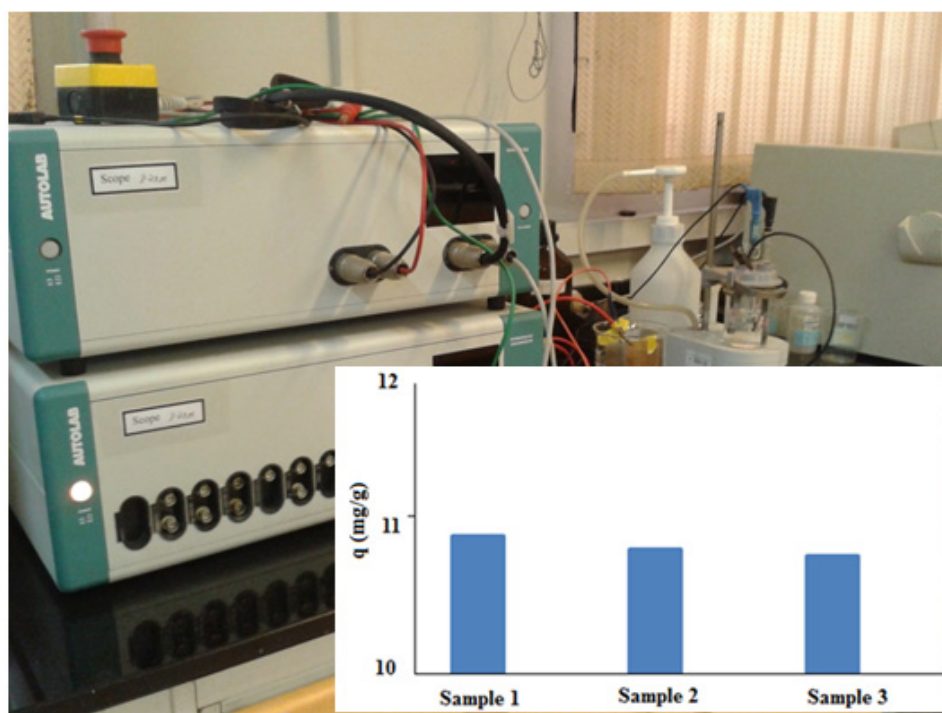 AUTOLAB
Scope
AUTOLAB
Scope
12
11
10
q (mg/g)
Sample 1
Sample 2
Sample 3